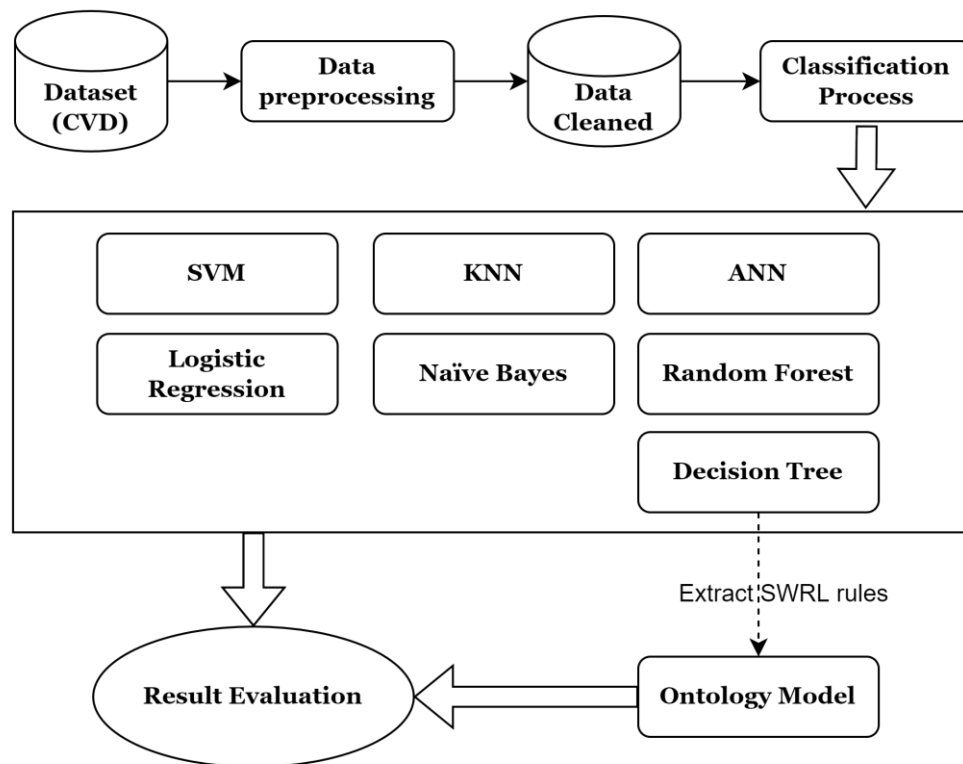 Dataset
(CVD)
Data
preprocessing
Data
Cleaned
Classification
Process
SVM
KNN
ANN
Logistic
Regression
Naïve Bayes
Random Forest
Decision Tree
Extract SWRL rules
Result Evaluation
Ontology Model